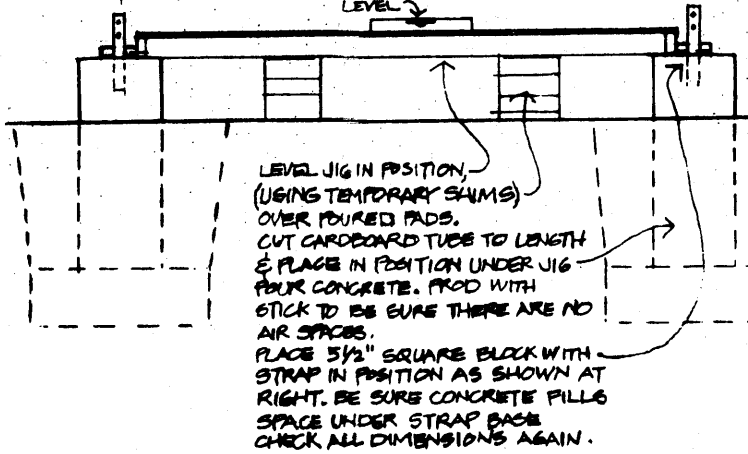 LEVEL
LEVEL JIG IN POSITION,
(USING TEMPORARY SHIMS)
OVER POURED PADS.
CUT CARDBOARD TUBE TO LENGTH
& PLACE IN POSITION UNDER JIG
POUR CONCRETE. PROD WITH
STICK TO BE SURE THERE ARE NO
AIR SPACES.
PLACE 5 1/2" SQUARE BLOCK WITH
STRAP IN POSITION AS SHOWN AT
RIGHT. BE SURE CONCRETE FILLS
SPACE UNDER STRAP BASE
CHECK ALL DIMENSIONS AGAIN.